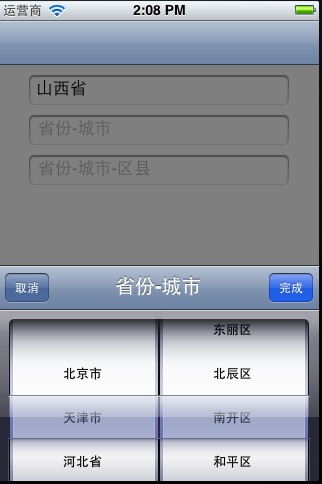 运营商 2:08 PM
山西省
省份-城市
省份-城市-区县
取消 省份-城市 完成
东丽区
北京市 北辰区
天津市 南开区
河北省 和平区